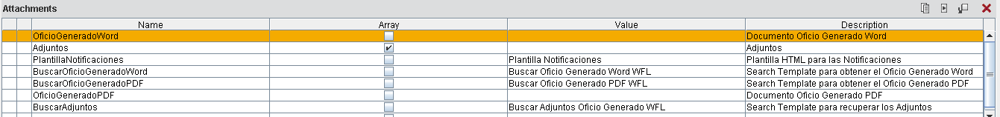 Attachments
Name Array Value Description
OficioGeneradoWord Documento Oficio Generado Word
Adjuntos Adjuntos
PlantillaNotificaciones Plantilla Notificaciones Plantilla HTML para las Notificaciones
BuscarOficioGeneradoWord Buscar Oficio Generado Word WFL Search Template para obtener el Oficio Generado Word
BuscarOficioGeneradoPDF Buscar Oficio Generado PDF WFL Search Template para obtener el Oficio Generado PDF
OficioGeneradoPDF Documento Oficio Generado PDF
BuscarAdjuntos Buscar Adjuntos Oficio Generado WFL Search Template para recuperar los Adjuntos